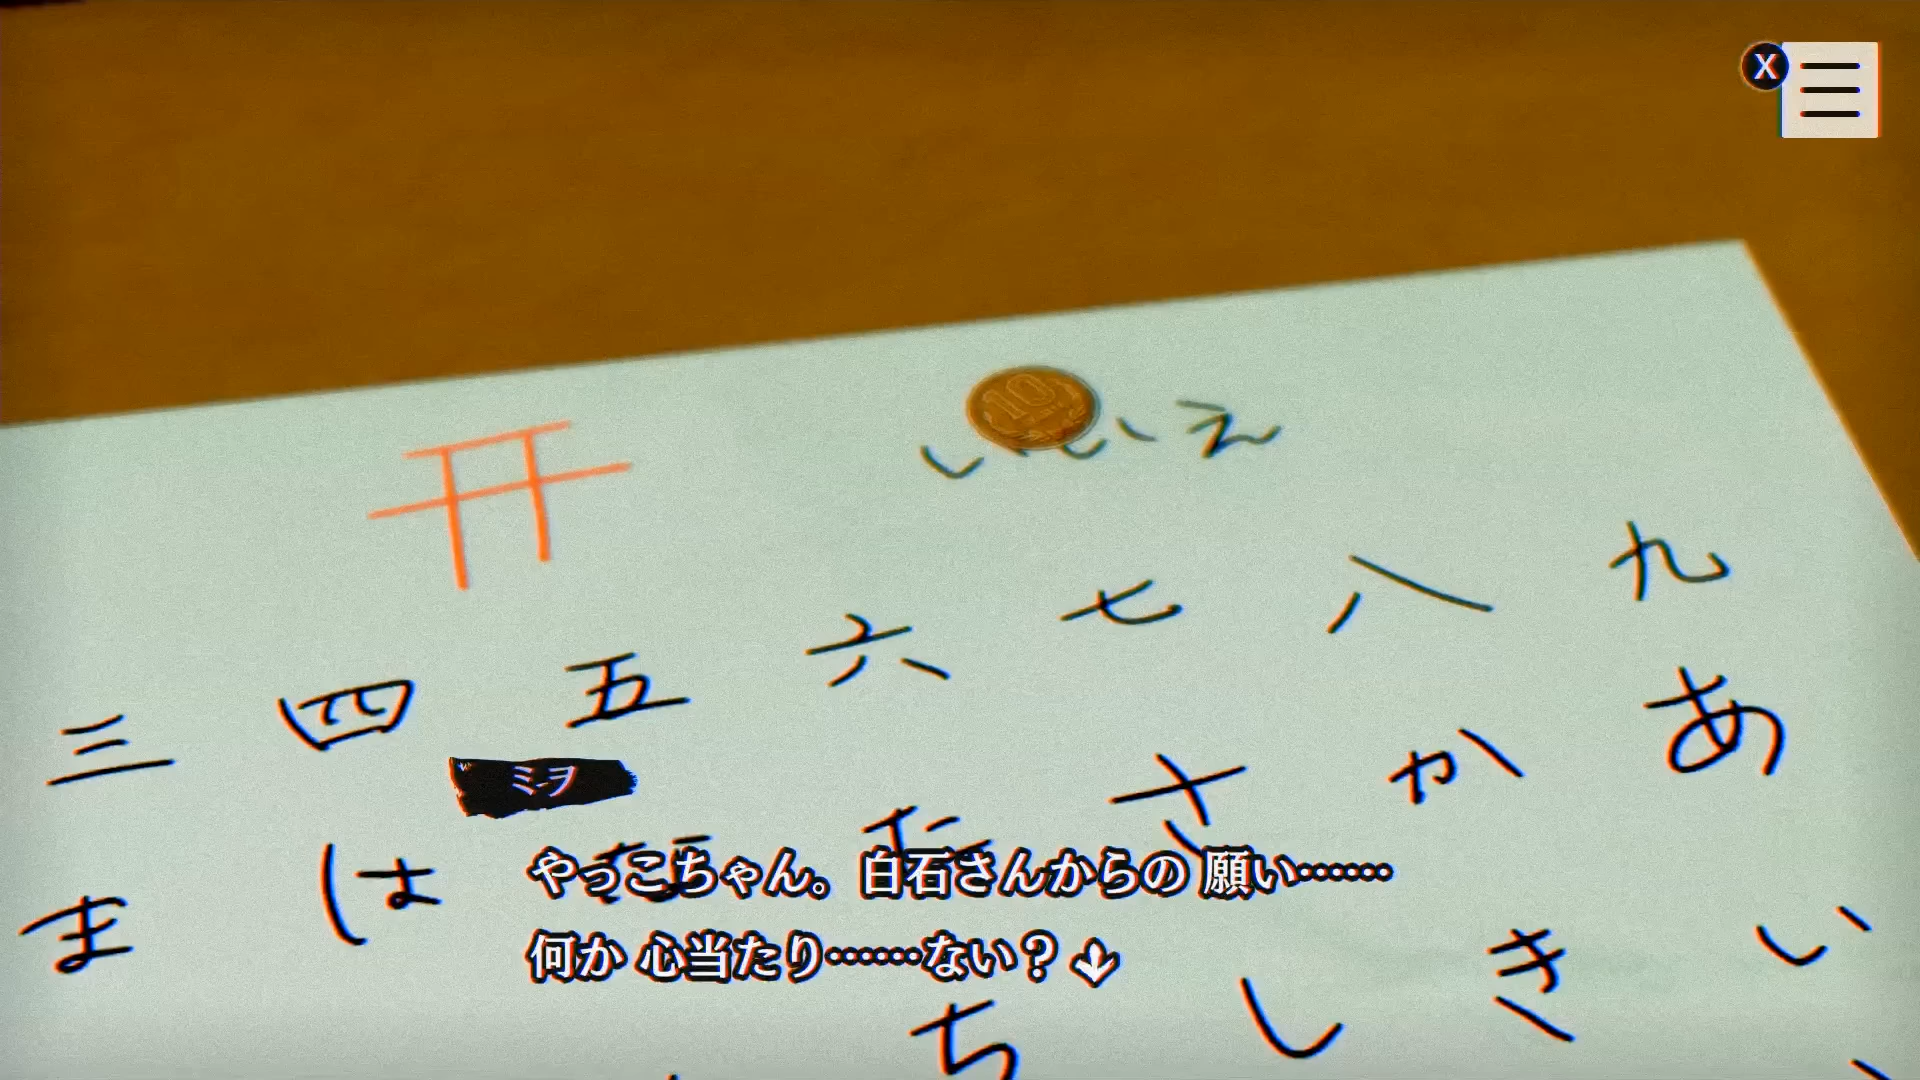 X
10
いいえ
三 四 五 六 七 八 九
ま は た さ か あ
ち し き い
ミヲ
やっこちゃん。白石さんからの 願い……
何か 心当たり……ない？